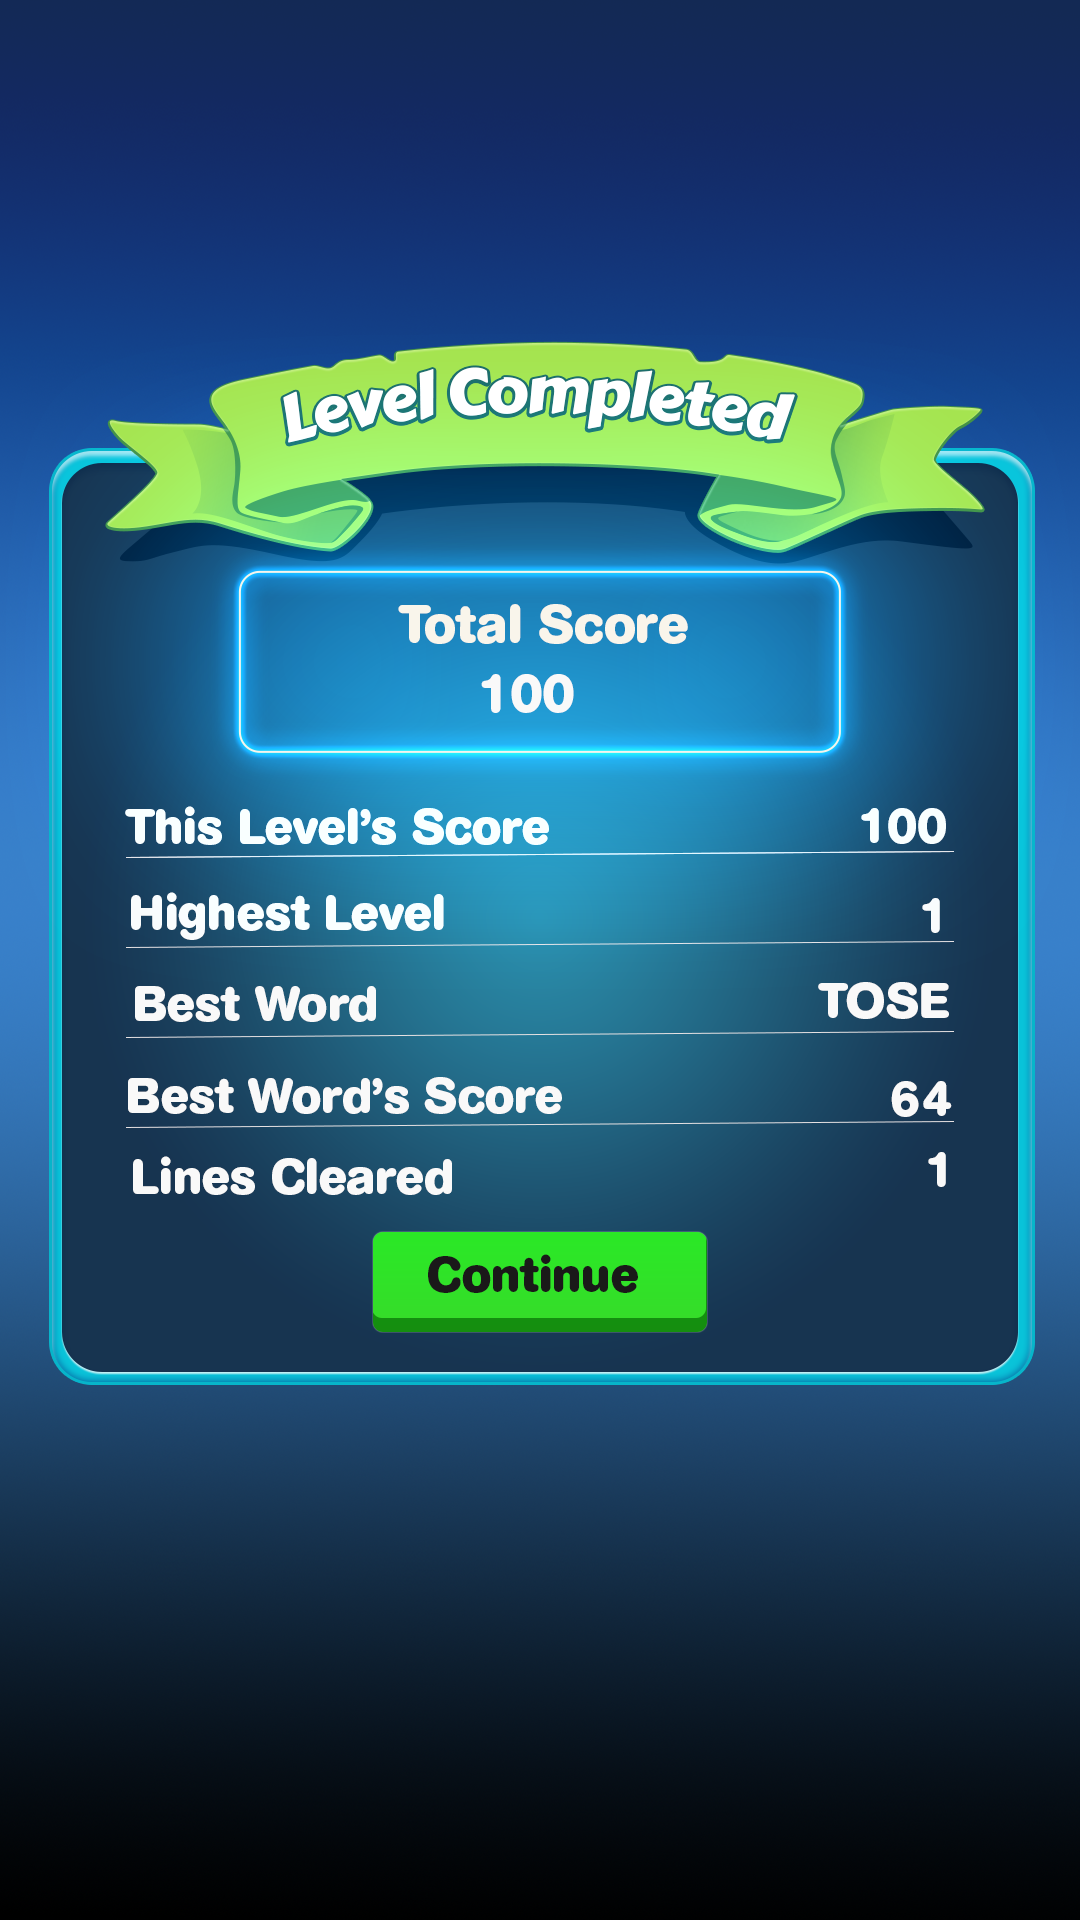 Level Completed
Total Score
100
This Level's Score 100
Highest Level 1
Best Word TOSE
Best Word's Score 64
Lines Cleared 1
Continue